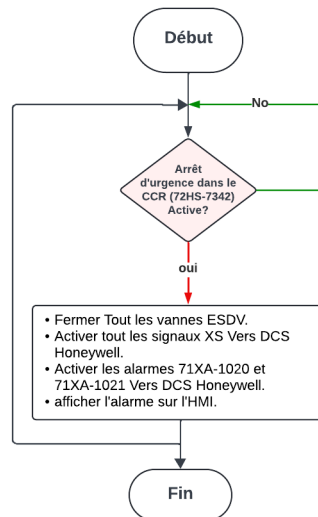 Début
No
Arrêt
d'urgence dans le
CCR (72HS-7342)
Active?
oui
• Fermer Tout les vannes ESDV.
• Activer tout les signaux XS Vers DCS
Honeywell.
• Activer les alarmes 71XA-1020 et
71XA-1021 Vers DCS Honeywell.
• afficher l'alarme sur l'HMI.
Fin